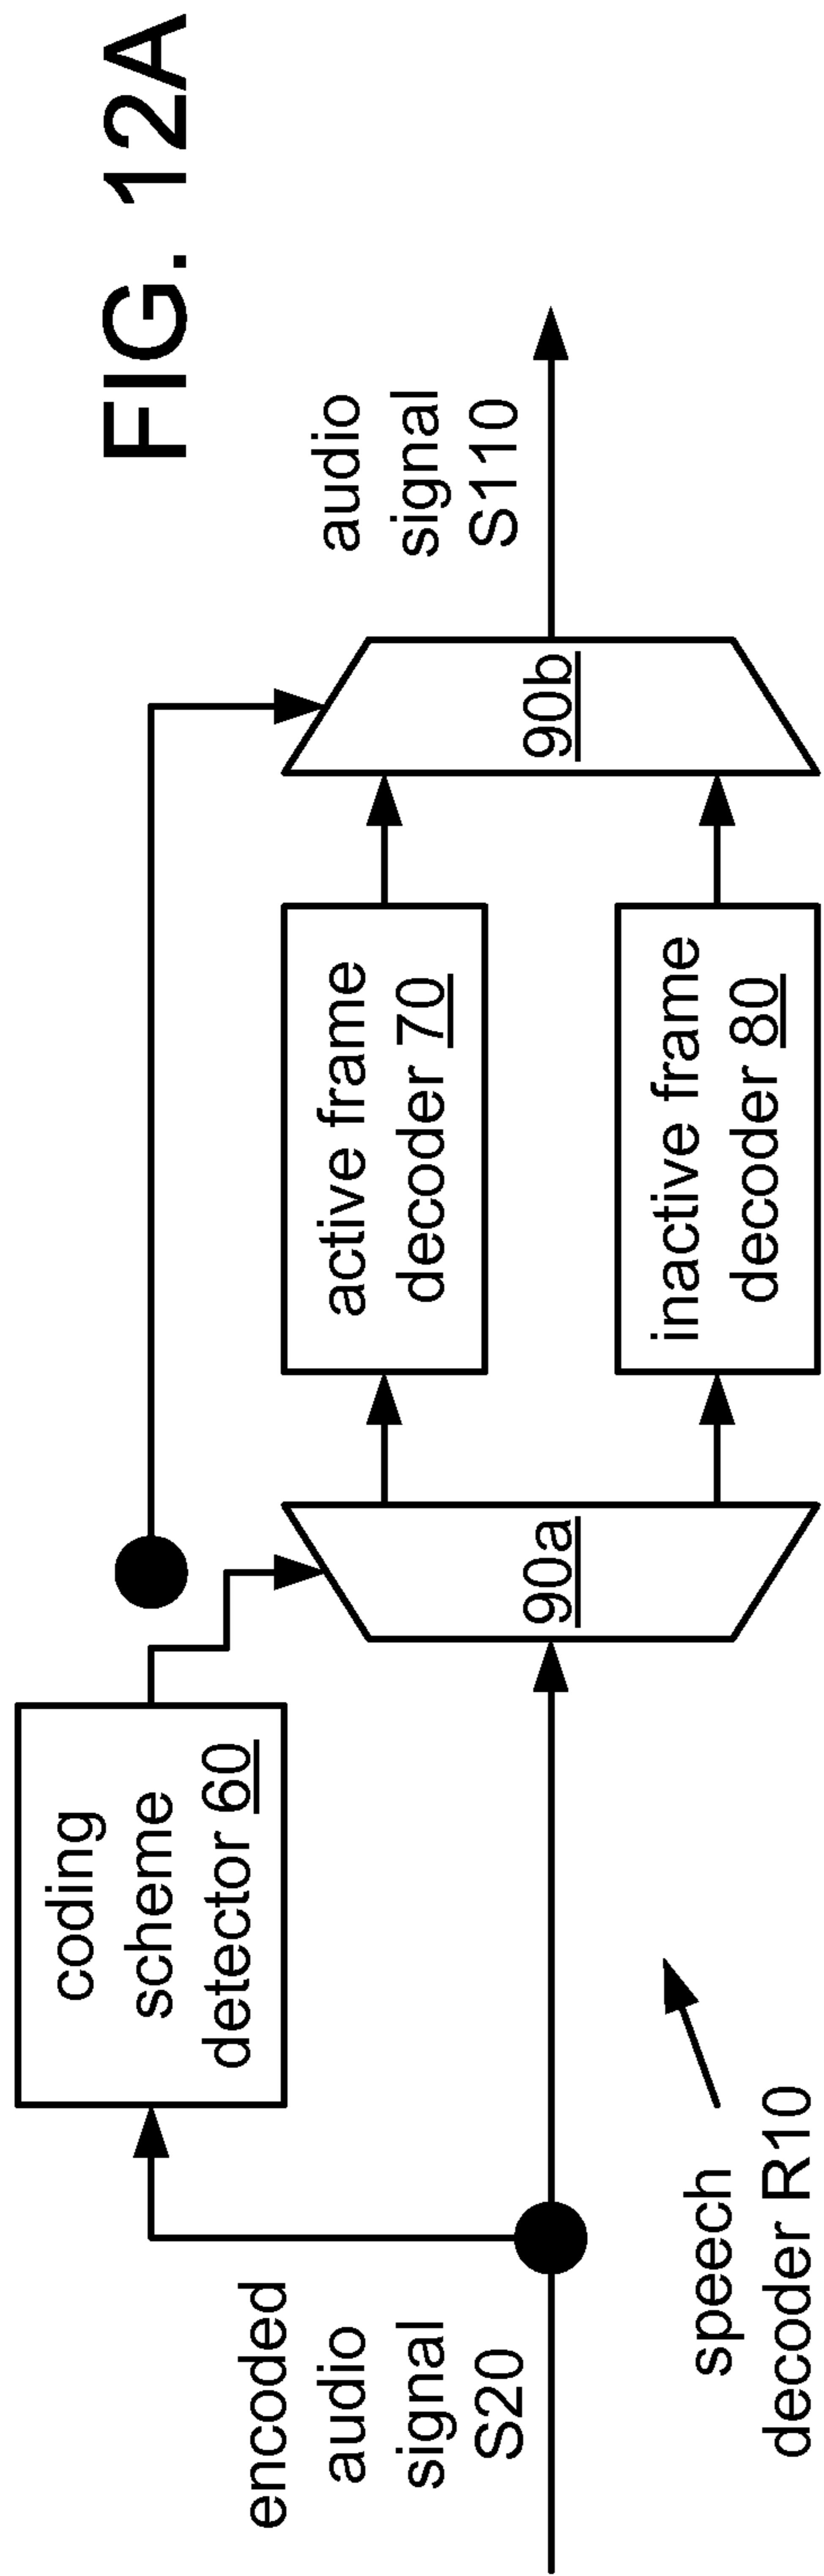 FIG. 12A
encoded
audio
signal
S20
coding
scheme
detector 60
90a
active frame
decoder 70
inactive frame
decoder 80
90b
audio
signal
S110
speech
decoder R10